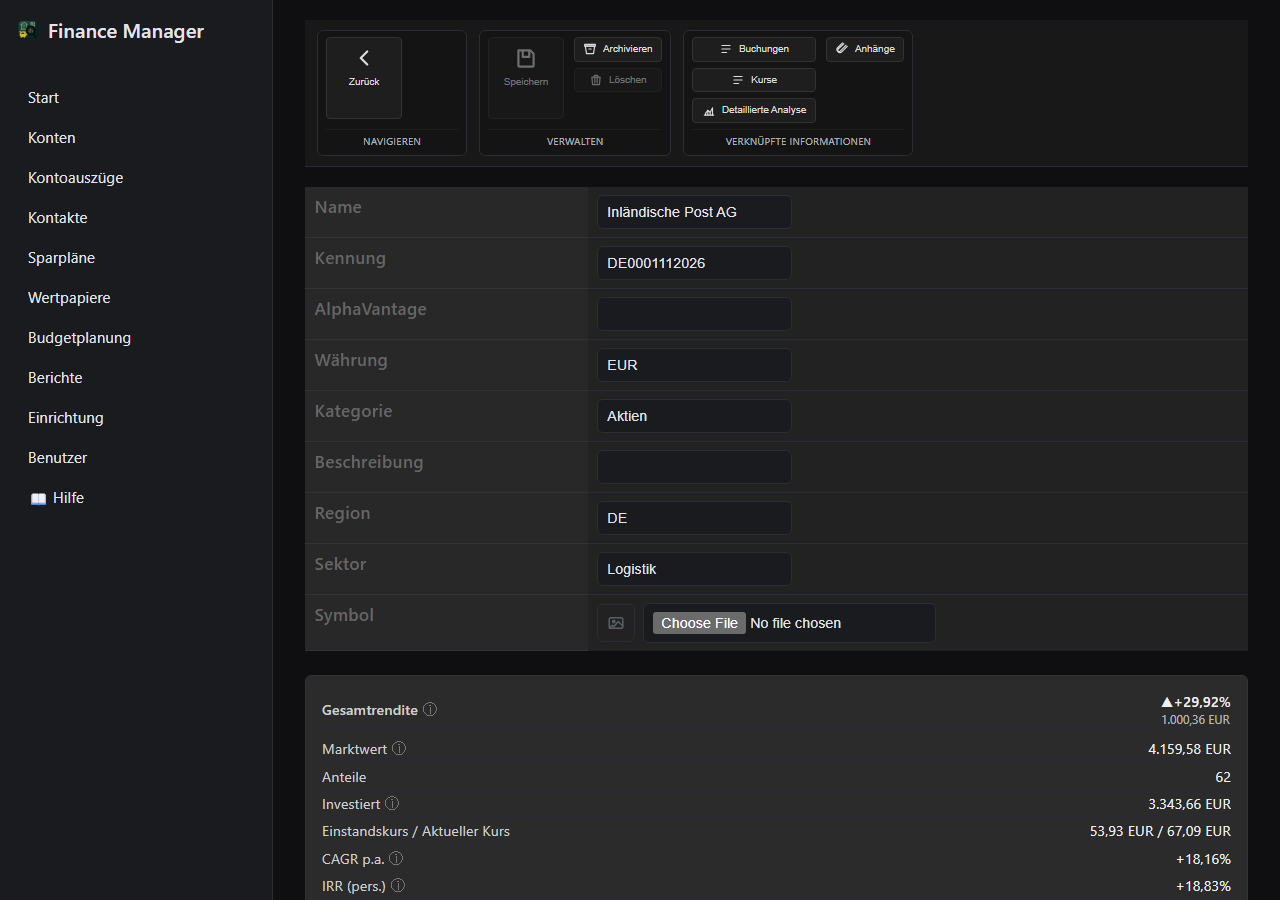 Finance Manager
Start
Konten
Kontoauszüge
Kontakte
Sparpläne
Wertpapiere
Budgetplanung
Berichte
Einrichtung
Benutzer
Hilfe
Zurück
NAVIGIEREN
Speichern
Archivieren
Löschen
VERWALTEN
Buchungen
Anhänge
Kurse
Detaillierte Analyse
VERKNÜPFTE INFORMATIONEN
Name Inländische Post AG
Kennung DE0001112026
AlphaVantage
Währung EUR
Kategorie Aktien
Beschreibung
Region DE
Sektor Logistik
Symbol Choose File No file chosen
Gesamtrendite ⓘ ▲+29,92%
1.000,36 EUR
Marktwert ⓘ 4.159,58 EUR
Anteile 62
Investiert ⓘ 3.343,66 EUR
Einstandskurs / Aktueller Kurs 53,93 EUR / 67,09 EUR
CAGR p.a. ⓘ +18,16%
IRR (pers.) ⓘ +18,83%